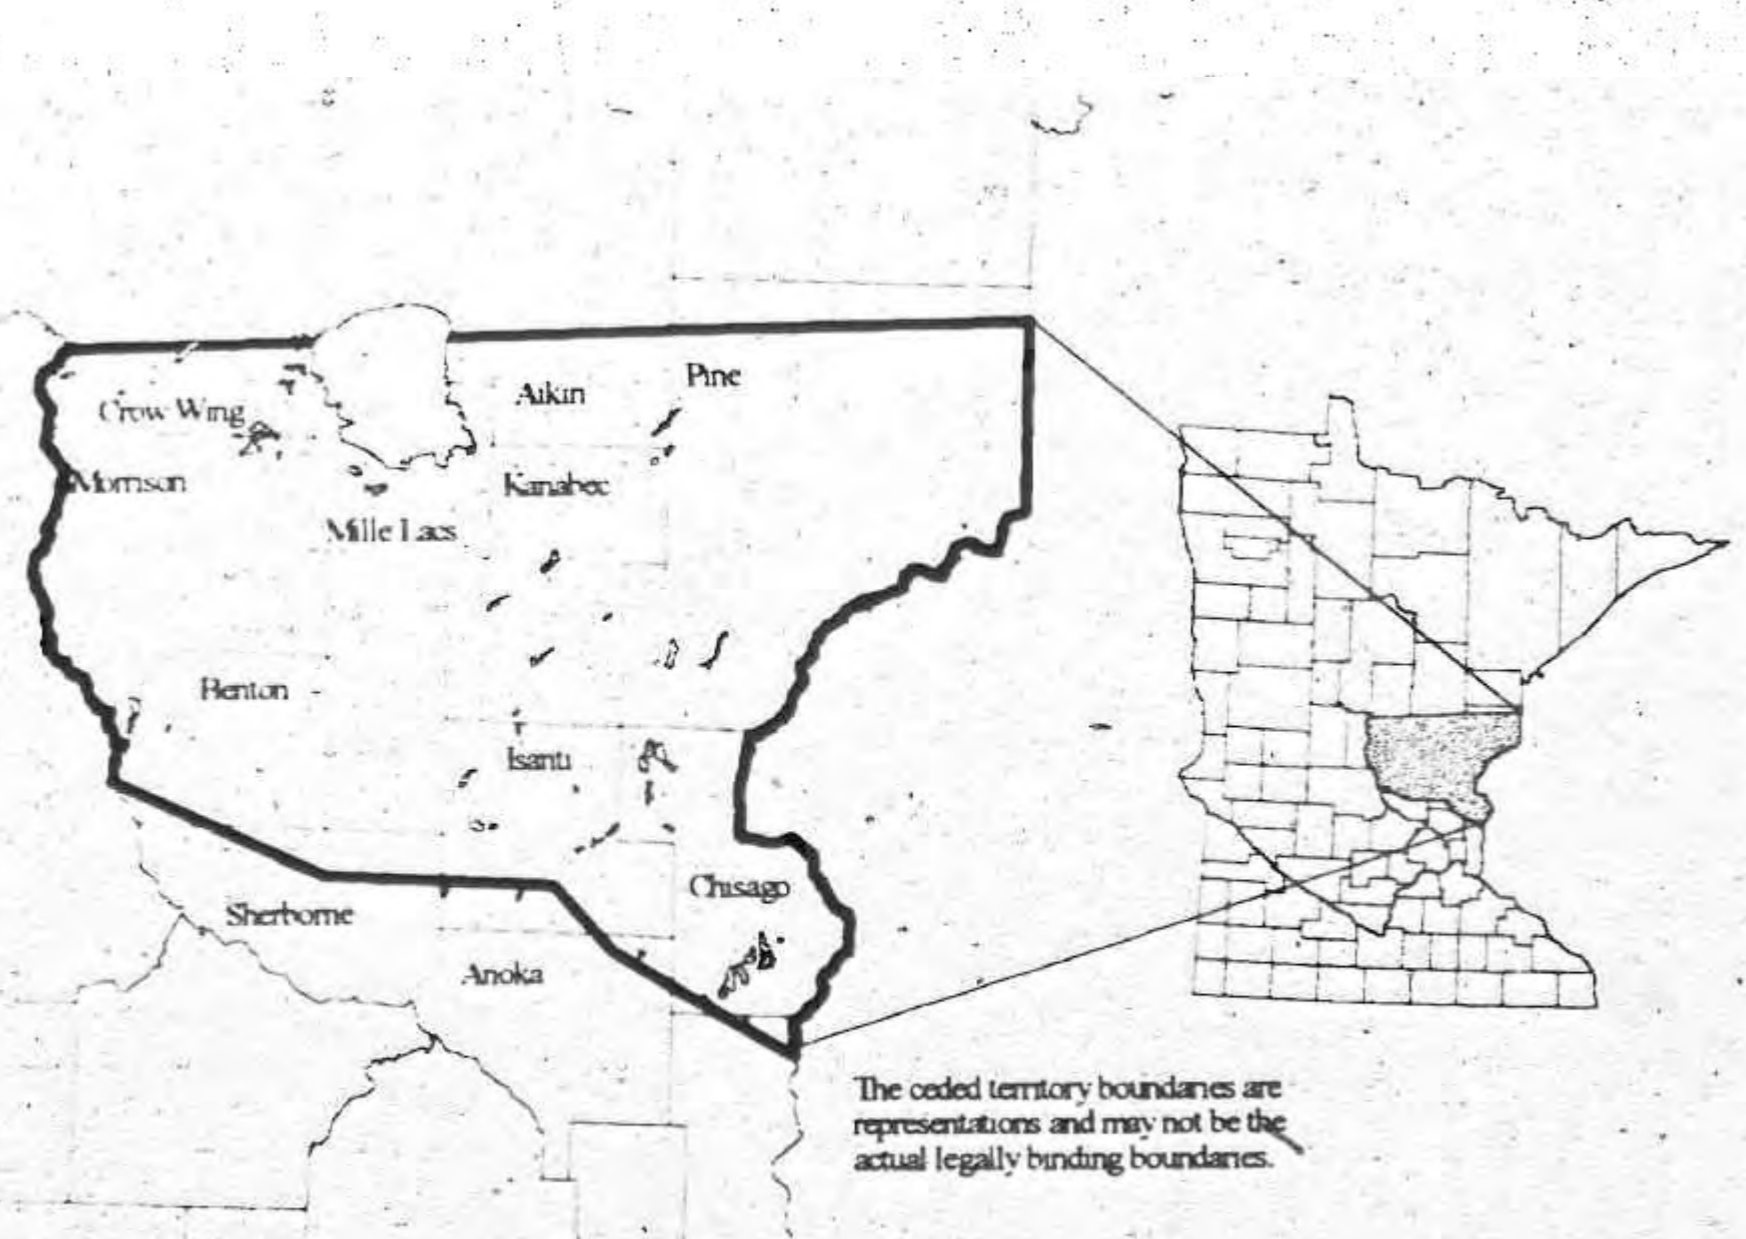 Pine
Aikin
Crow Wing
Morrison
Kanabec
Mille Lacs
Benton
Isanti
Chisago
Sherborne
Anoka
The ceded territory boundaries are
representations and may not be the
actual legally binding boundaries.